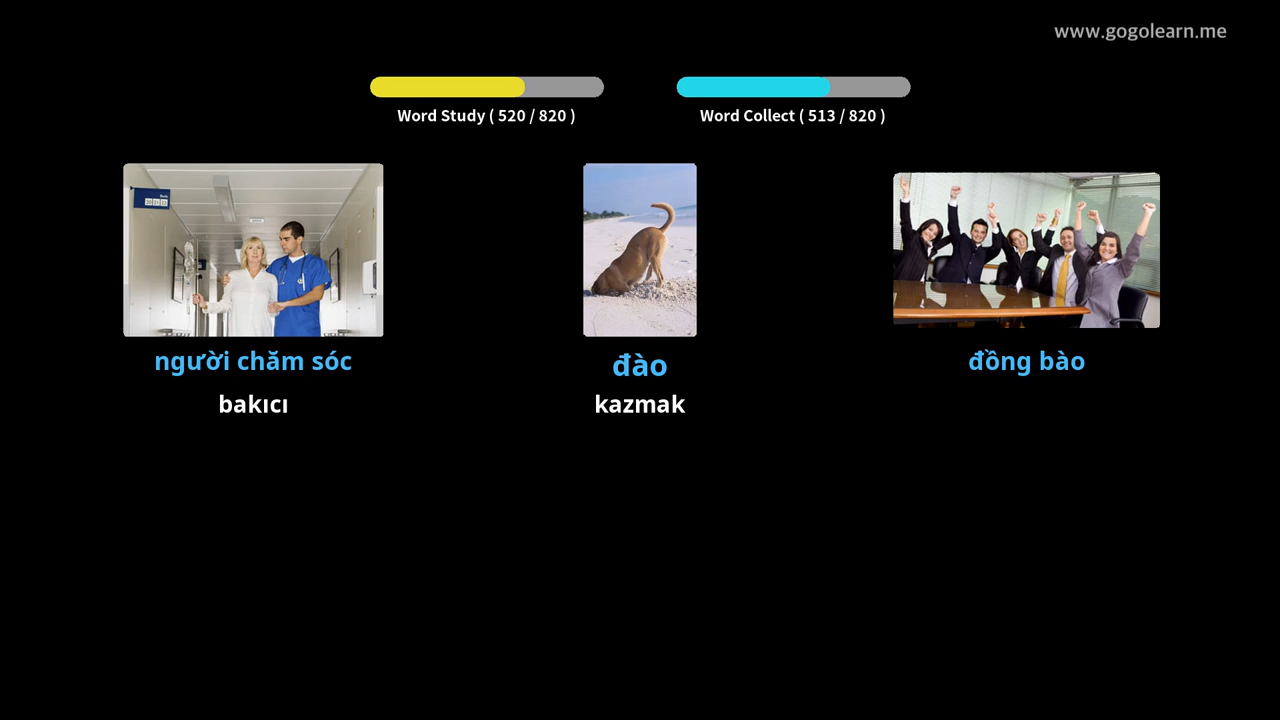 www.gogolearn.me
Word Study ( 520 / 820 )
Word Collect ( 513 / 820 )
người chăm sóc
bakıcı
đào
kazmak
đồng bào